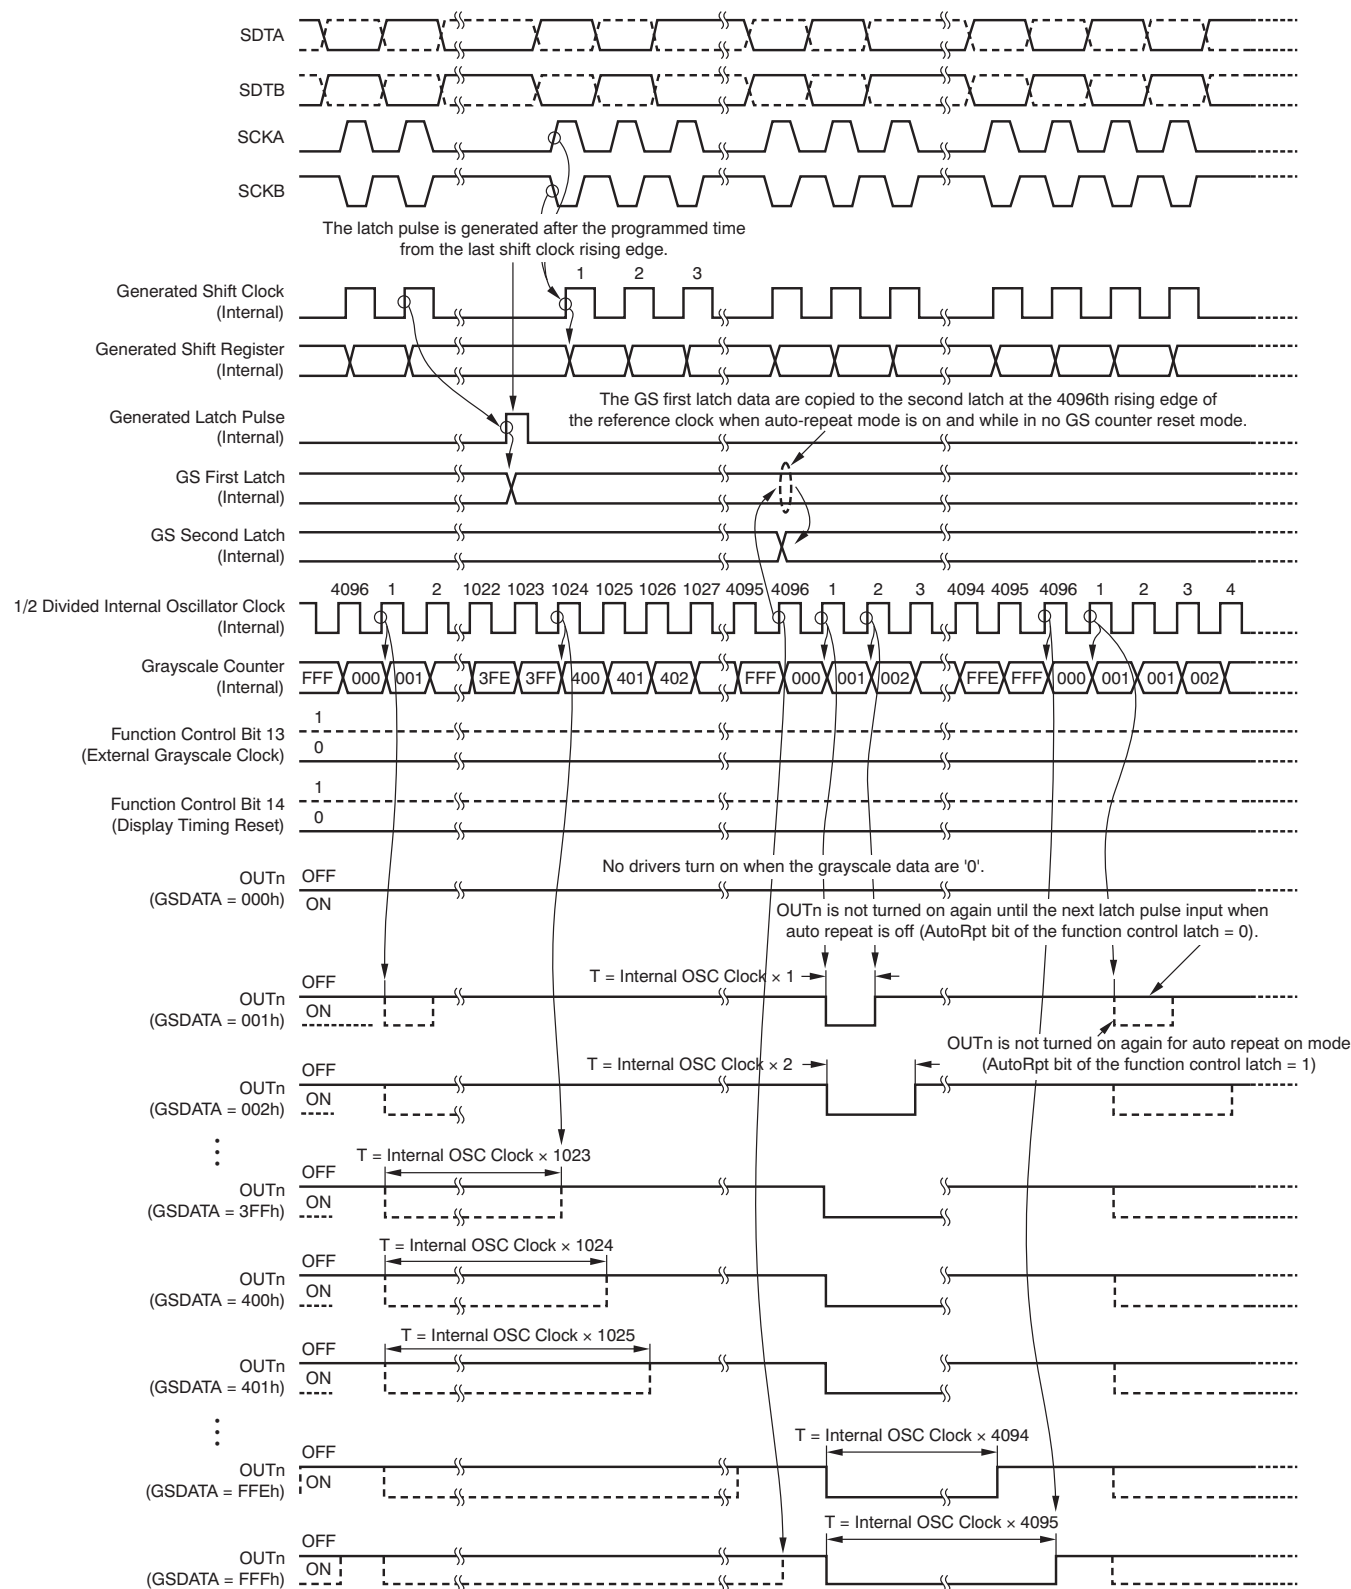 SDTA
SDTB
SCKA
SCKB
The latch pulse is generated after the programmed time
from the last shift clock rising edge.
1 2 3
Generated Shift Clock
(Internal)
Generated Shift Register
(Internal)
The GS first latch data are copied to the second latch at the 4096th rising edge of
the reference clock when auto-repeat mode is on and while in no GS counter reset mode.
Generated Latch Pulse
(Internal)
GS First Latch
(Internal)
GS Second Latch
(Internal)
4096 1 2 1022 1023 1024 1025 1026 1027 4095 4096 1 2 3 4094 4095 4096 1 2 3 4
1/2 Divided Internal Oscillator Clock
(Internal)
Grayscale Counter
(Internal)
FFF 000 001 3FE 3FF 400 401 402 FFF 000 001 002 FFE FFF 000 001 001 002
1
Function Control Bit 13
(External Grayscale Clock)
0
1
Function Control Bit 14
(Display Timing Reset)
0
No drivers turn on when the grayscale data are '0'.
OUTn
(GSDATA = 000h)
OFF
ON
OUTn is not turned on again until the next latch pulse input when
auto repeat is off (AutoRpt bit of the function control latch = 0).
T = Internal OSC Clock × 1
OFF
OUTn
(GSDATA = 001h)
ON
OUTn is not turned on again for auto repeat on mode
(AutoRpt bit of the function control latch = 1)
T = Internal OSC Clock × 2
OFF
OUTn
(GSDATA = 002h)
ON
T = Internal OSC Clock × 1023
OFF
OUTn
(GSDATA = 3FFh)
ON
T = Internal OSC Clock × 1024
OFF
OUTn
(GSDATA = 400h)
ON
T = Internal OSC Clock × 1025
OFF
OUTn
(GSDATA = 401h)
ON
T = Internal OSC Clock × 4094
OFF
OUTn
(GSDATA = FFEh)
ON
T = Internal OSC Clock × 4095
OFF
OUTn
(GSDATA = FFFh)
ON